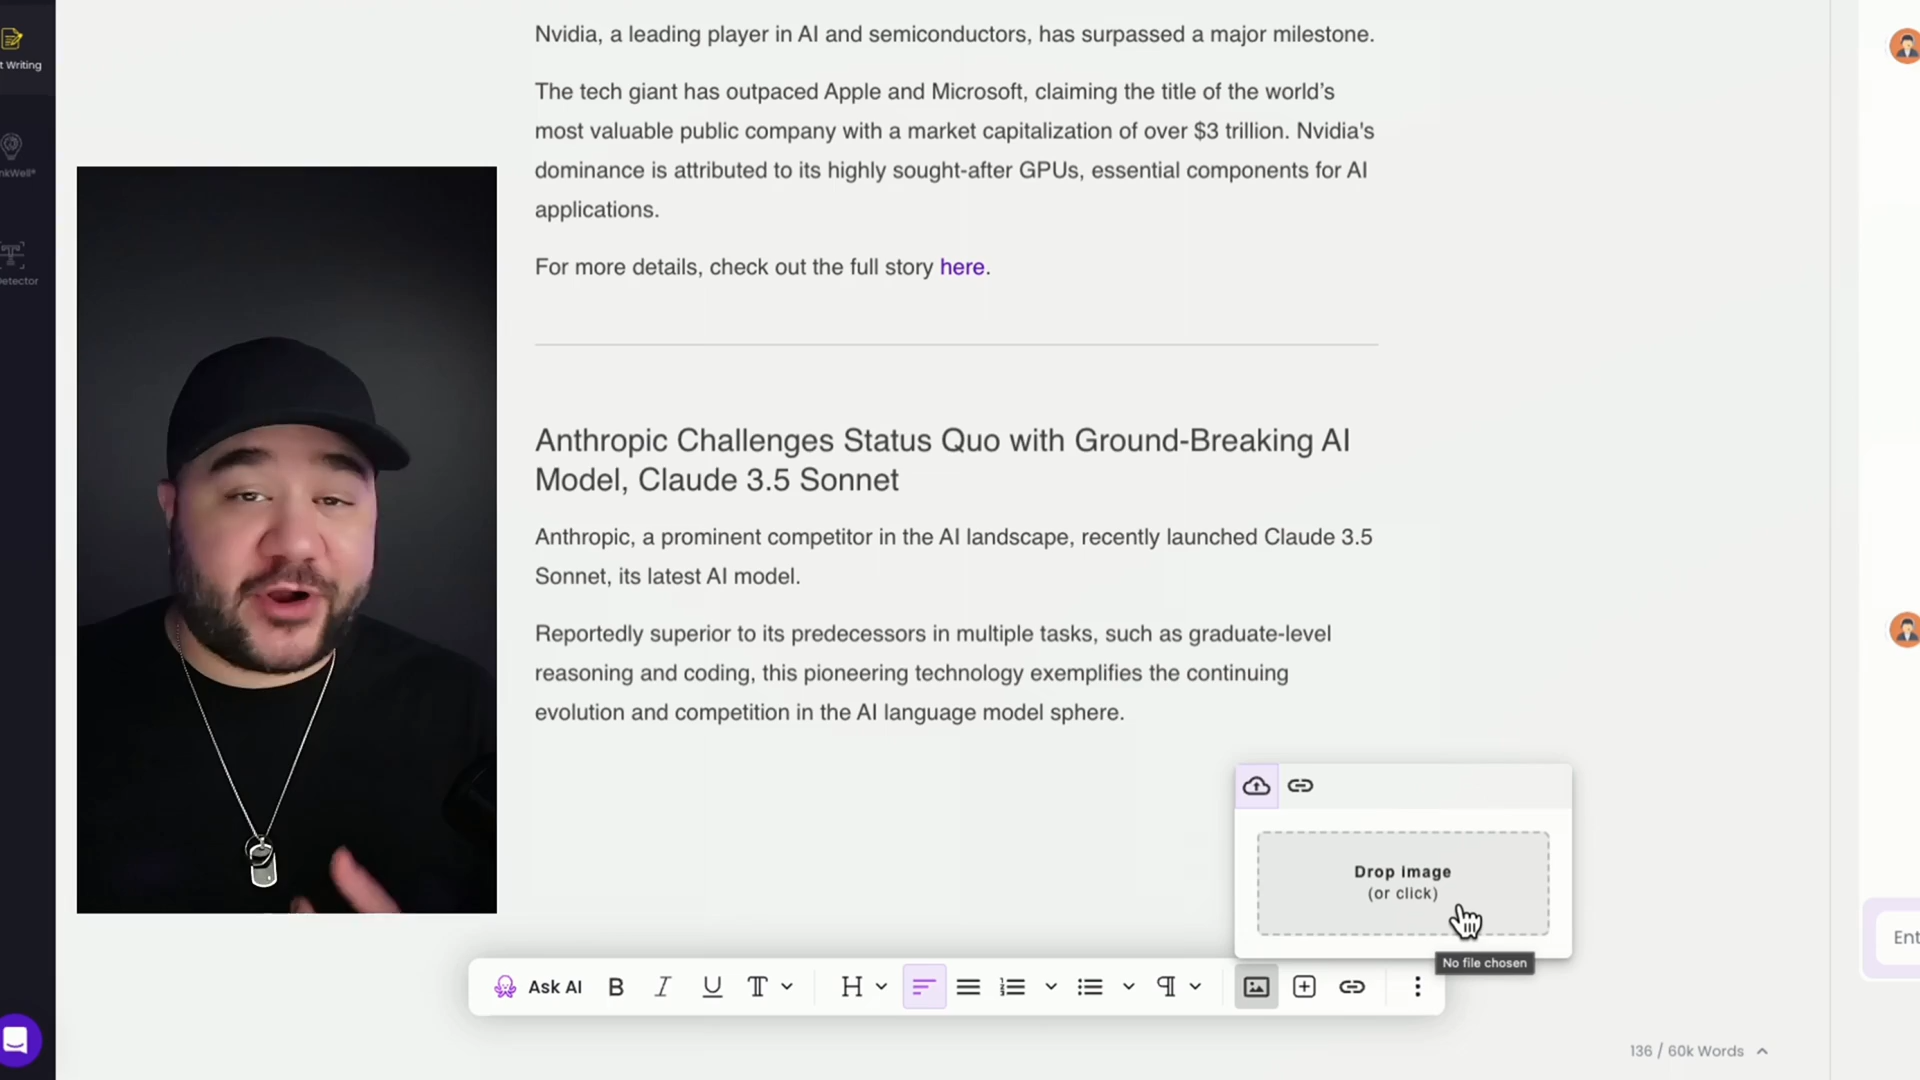 t Writing
nkWell®
etector
Nvidia, a leading player in AI and semiconductors, has surpassed a major milestone.
The tech giant has outpaced Apple and Microsoft, claiming the title of the world’s
most valuable public company with a market capitalization of over $3 trillion. Nvidia's
dominance is attributed to its highly sought-after GPUs, essential components for AI
applications.
For more details, check out the full story here.
Anthropic Challenges Status Quo with Ground-Breaking AI
Model, Claude 3.5 Sonnet
Anthropic, a prominent competitor in the AI landscape, recently launched Claude 3.5
Sonnet, its latest AI model.
Reportedly superior to its predecessors in multiple tasks, such as graduate-level
reasoning and coding, this pioneering technology exemplifies the continuing
evolution and competition in the AI language model sphere.
Drop image
(or click)
No file chosen
Ask AI
Ent
136 / 60k Words